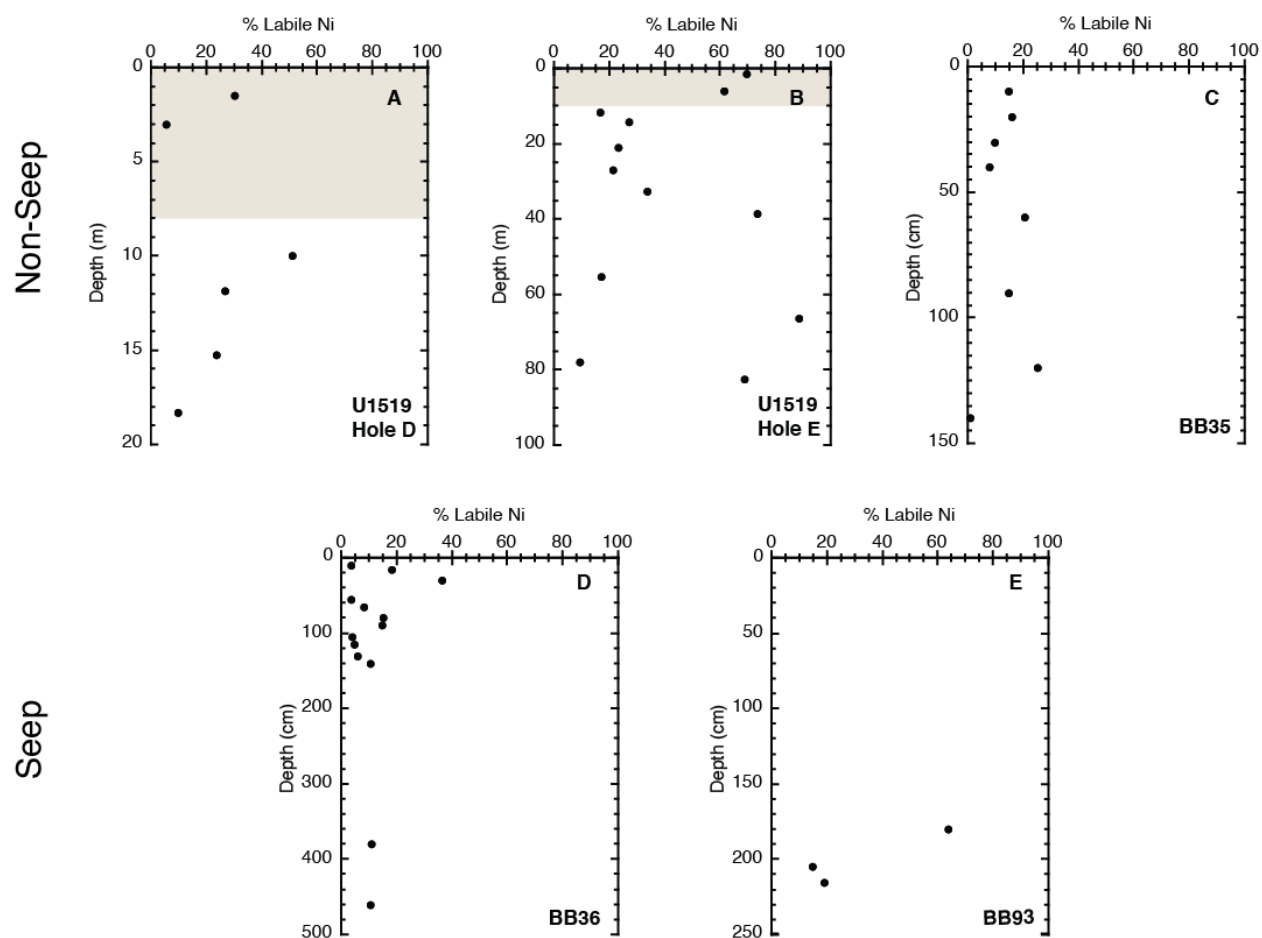 % Labile Ni
0 20 40 60 80 100
0
5
10
15
20
Depth (m)
A
U1519
Hole D
% Labile Ni
0 20 40 60 80 100
0
20
40
60
80
100
Depth (m)
B
U1519
Hole E
% Labile Ni
0 20 40 60 80 100
0
50
100
150
Depth (cm)
C
BB35
Non-Seep
% Labile Ni
0 20 40 60 80 100
0
100
200
300
400
500
Depth (cm)
D
BB36
% Labile Ni
0 20 40 60 80 100
0
50
100
150
200
250
Depth (cm)
E
BB93
Seep